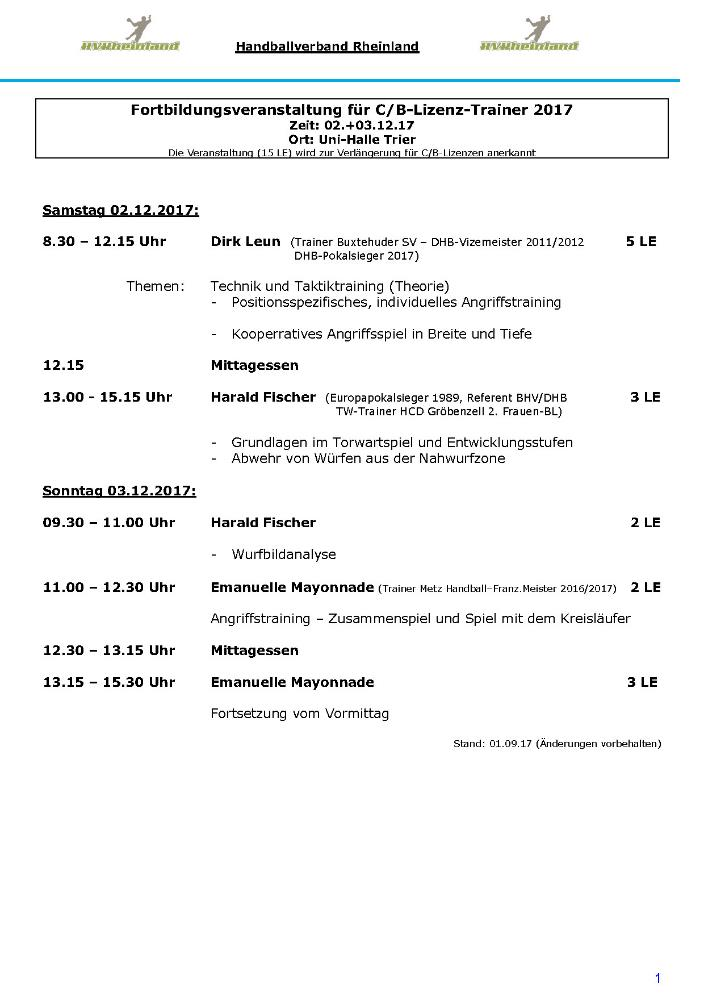 HVRheinland
Handballverband Rheinland
HVRheinland
Fortbildungsveranstaltung für C/B-Lizenz-Trainer 2017
Zeit: 02.+03.12.17
Ort: Uni-Halle Trier
Die Veranstaltung (15 LE) wird zur Verlängerung für C/B-Lizenzen anerkannt
Samstag 02.12.2017:
8.30 – 12.15 Uhr Dirk Leun (Trainer Buxtehuder SV – DHB-Vizemeister 2011/2012 5 LE
DHB-Pokalsieger 2017)
Themen: Technik und Taktiktraining (Theorie)
- Positionsspezifisches, individuelles Angriffstraining
- Kooperratives Angriffsspiel in Breite und Tiefe
12.15 Mittagessen
13.00 - 15.15 Uhr Harald Fischer (Europapokalsieger 1989, Referent BHV/DHB 3 LE
TW-Trainer HCD Gröbenzell 2. Frauen-BL)
- Grundlagen im Torwartspiel und Entwicklungsstufen
- Abwehr von Würfen aus der Nahwurfzone
Sonntag 03.12.2017:
09.30 – 11.00 Uhr Harald Fischer 2 LE
- Wurfbildanalyse
11.00 – 12.30 Uhr Emanuelle Mayonnade (Trainer Metz Handball–Franz.Meister 2016/2017) 2 LE
Angriffstraining – Zusammenspiel und Spiel mit dem Kreisläufer
12.30 – 13.15 Uhr Mittagessen
13.15 – 15.30 Uhr Emanuelle Mayonnade 3 LE
Fortsetzung vom Vormittag
Stand: 01.09.17 (Änderungen vorbehalten)
1